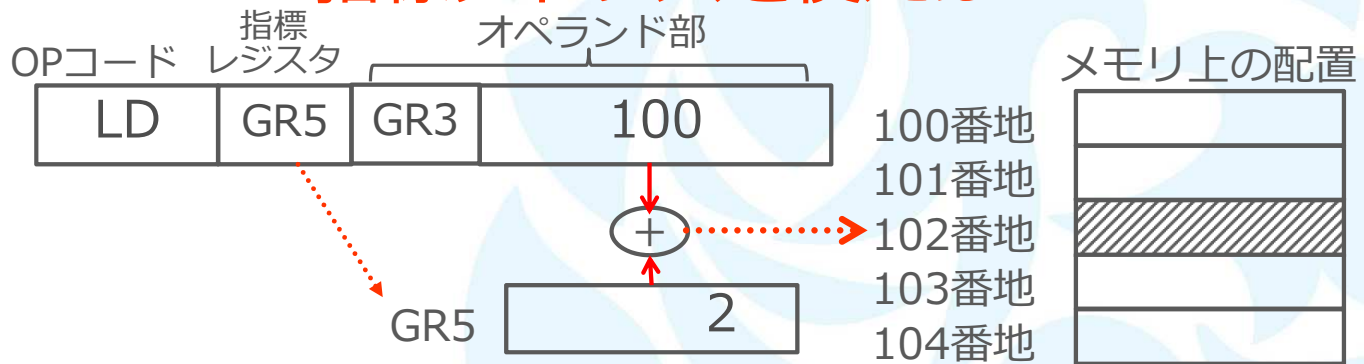 指標
オペランド部
OPコード レジスタ
メモリ上の配置
LD GR5 GR3 100
100番地
101番地
+
102番地
103番地
GR5 2
104番地